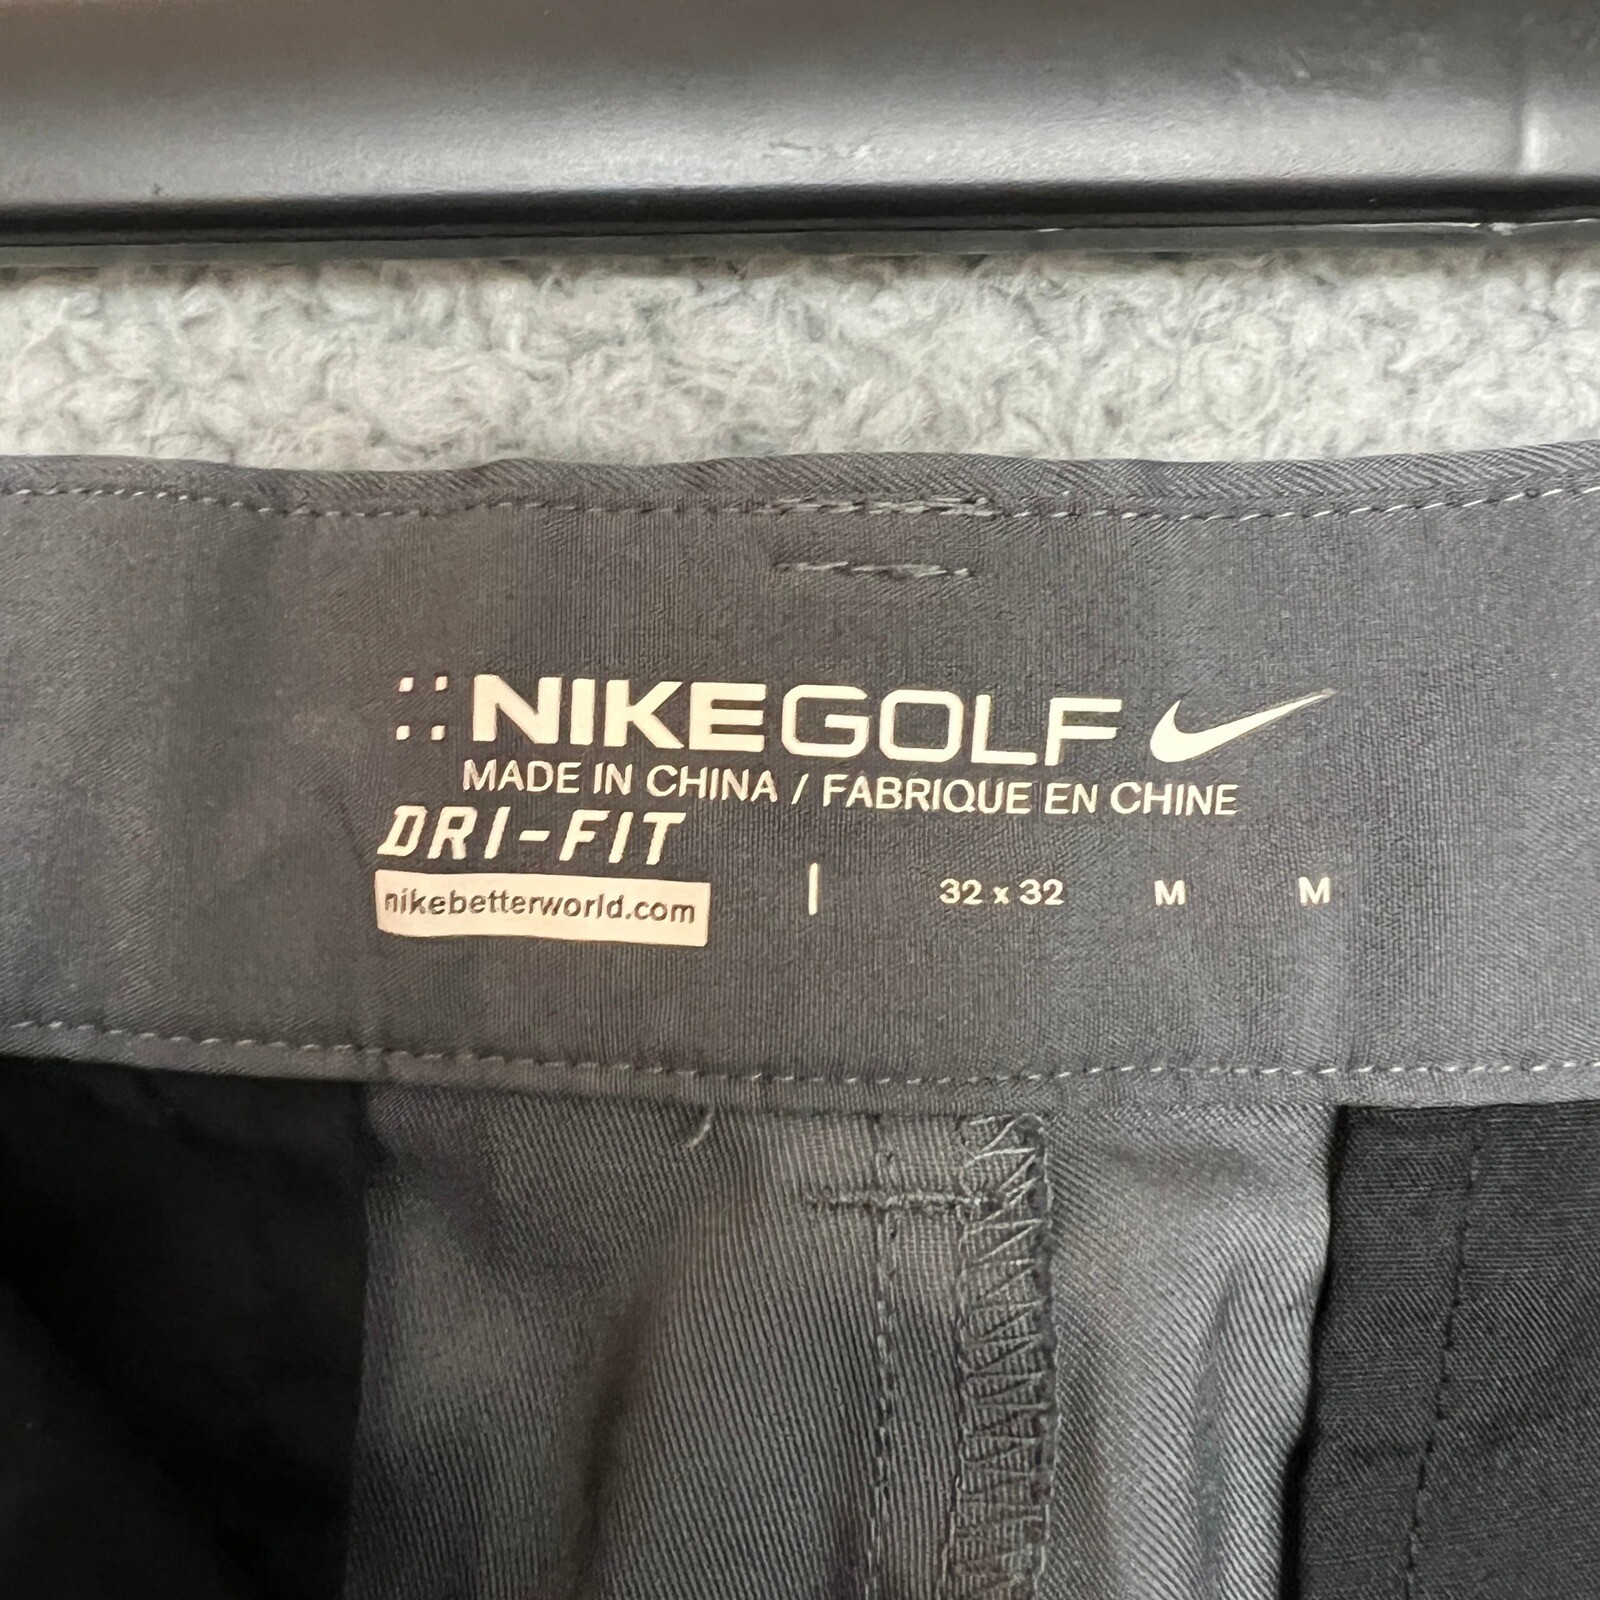 NIKEGOLF
MADE IN CHINA / FABRIQUE EN CHINE
DRI-FIT
nikebetterworld.com
32 x 32 M M